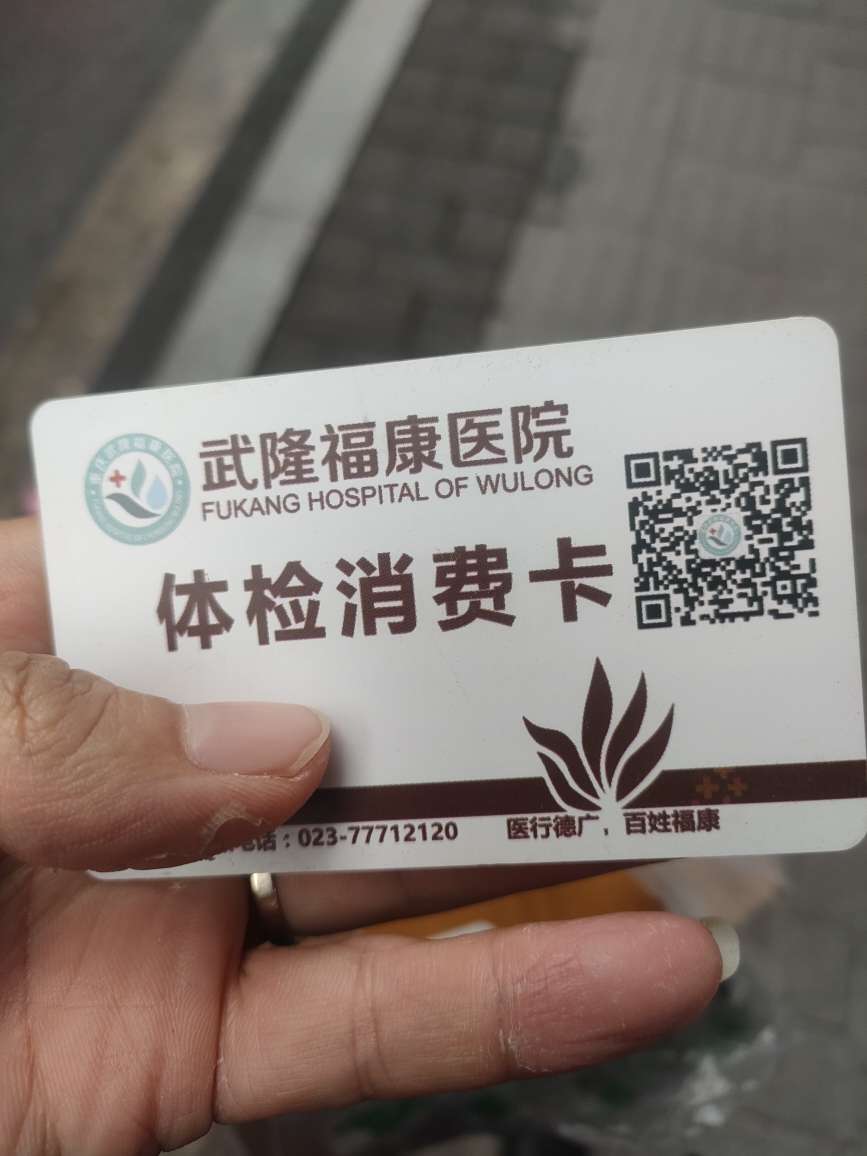 武隆福康医院
FUKANG HOSPITAL OF WULONG
体检消费卡
电话：023-77712120
医行德广，百姓福康